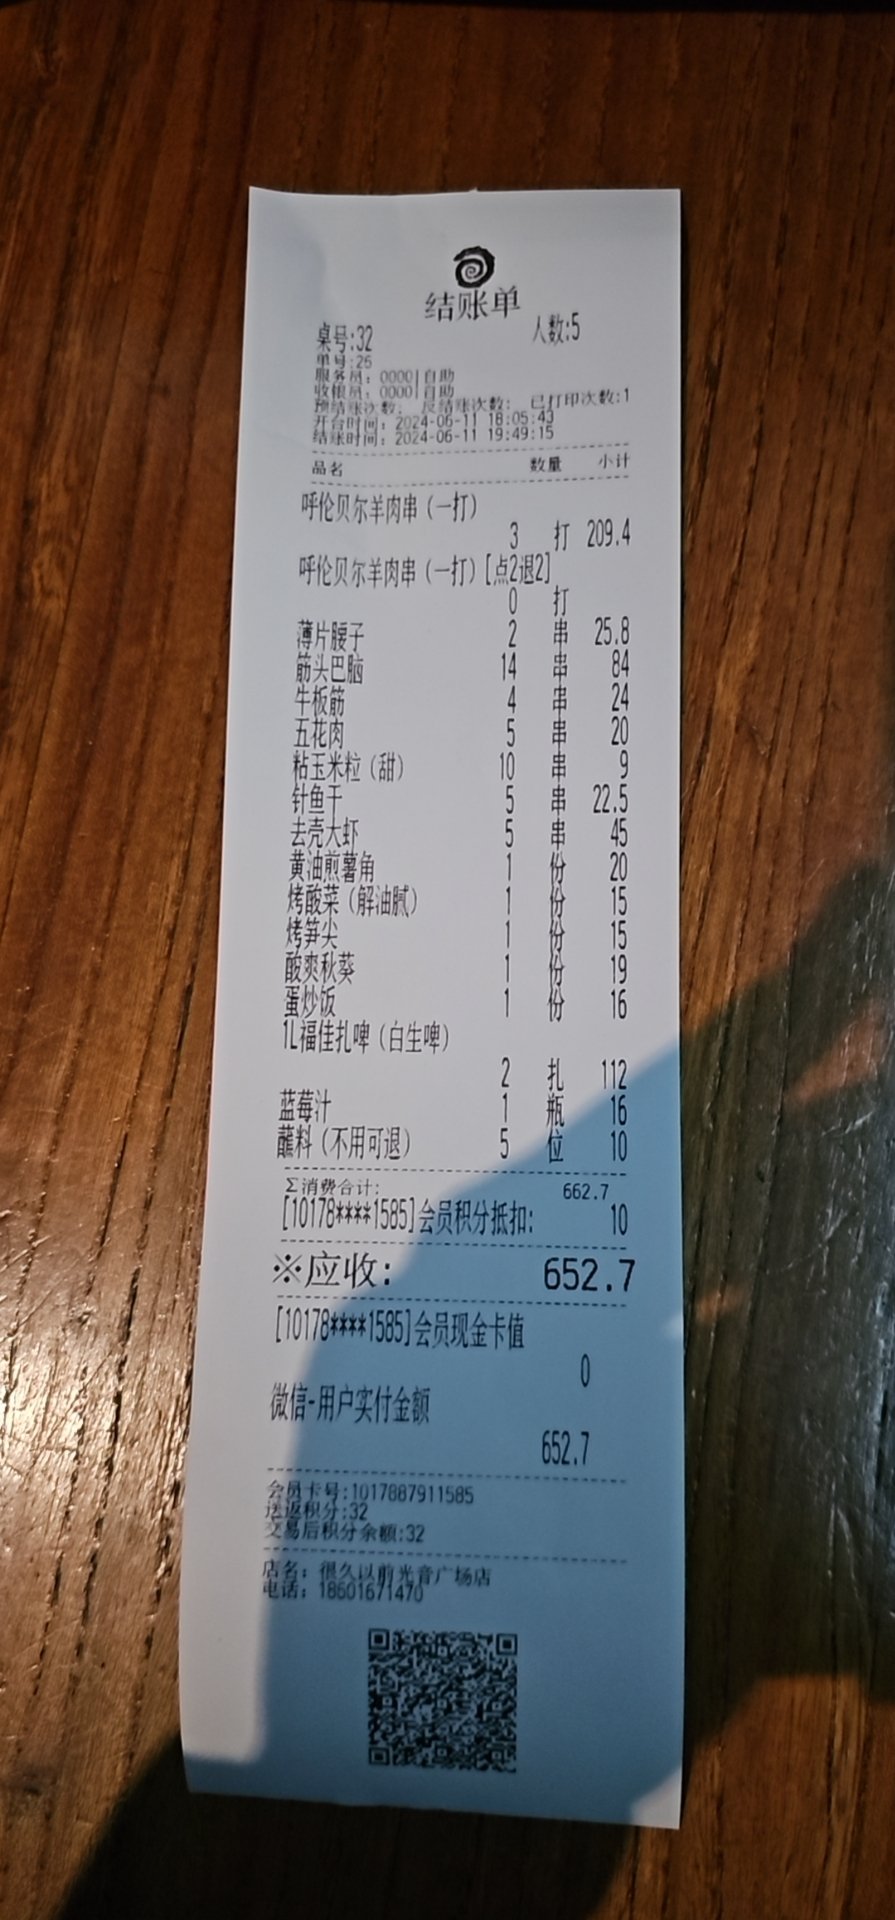 结账单
桌号:32 人数:5
单号:26
服务员: 0000|自助
收银员: 0000|自助
预结账次数: 反结账次数: 已打印次数:1
开台时间: 2024-06-11 18:05:43
结账时间: 2024-06-11 19:49:15
品名 数量 小计
呼伦贝尔羊肉串(一打)
3 打 209.4
呼伦贝尔羊肉串(一打)[点2退2]
0 打
薄片腰子 2 串 25.8
筋头巴脑 14 串 84
牛板筋 4 串 24
五花肉 5 串 20
粘玉米粒(甜) 10 串 9
针鱼干 5 串 22.5
去壳大虾 5 串 45
黄油煎薯角 1 份 20
烤酸菜(解油腻) 1 份 15
烤笋尖 1 份 15
酸爽秋葵 1 份 19
蛋炒饭 1 份 16
1L福佳扎啤(白生啤)
2 扎 112
蓝莓汁 1 瓶 16
蘸料(不用可退) 5 位 10
Σ消费合计: 662.7
[10178****1585]会员积分抵扣: 10
※应收: 652.7
[10178****1585]会员现金卡值
0
微信-用户实付金额
652.7
会员卡号:1017887911585
送返积分:32
交易后积分余额:32
店名: 很久以前光音广场店
电话: 18601671470